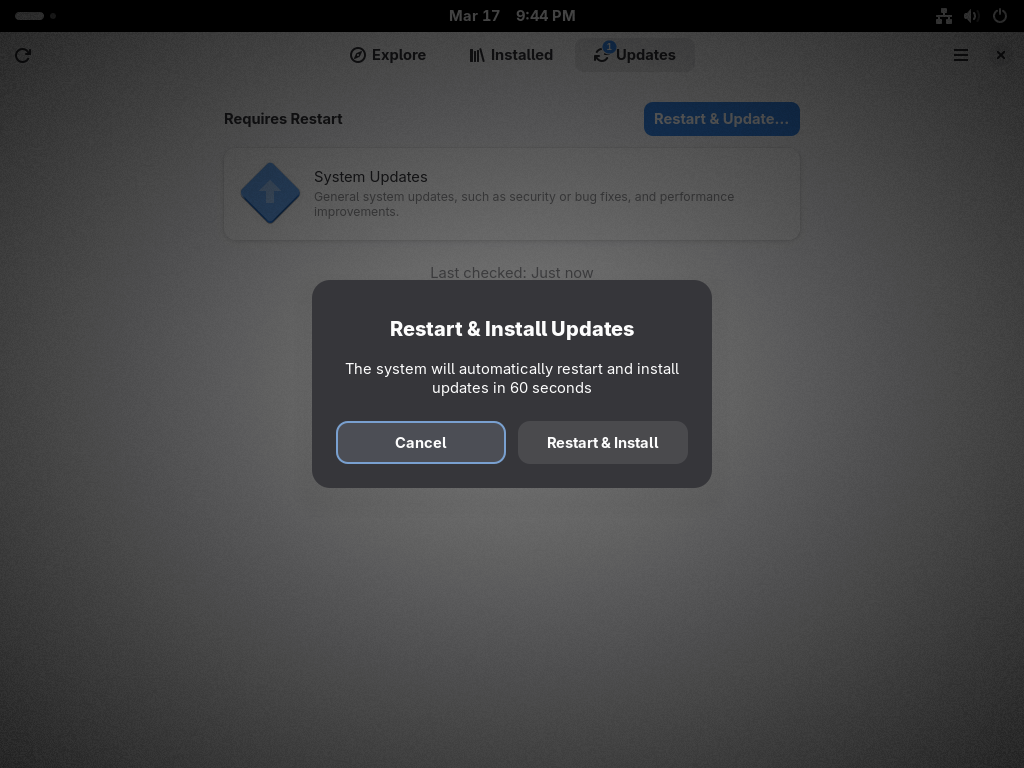 Mar 17 9:44 PM
Explore
Installed
1
Updates
Requires Restart
Restart & Update...
System Updates
General system updates, such as security or bug fixes, and performance
improvements.
Last checked: Just now
Restart & Install Updates
The system will automatically restart and install
updates in 60 seconds
Cancel
Restart & Install